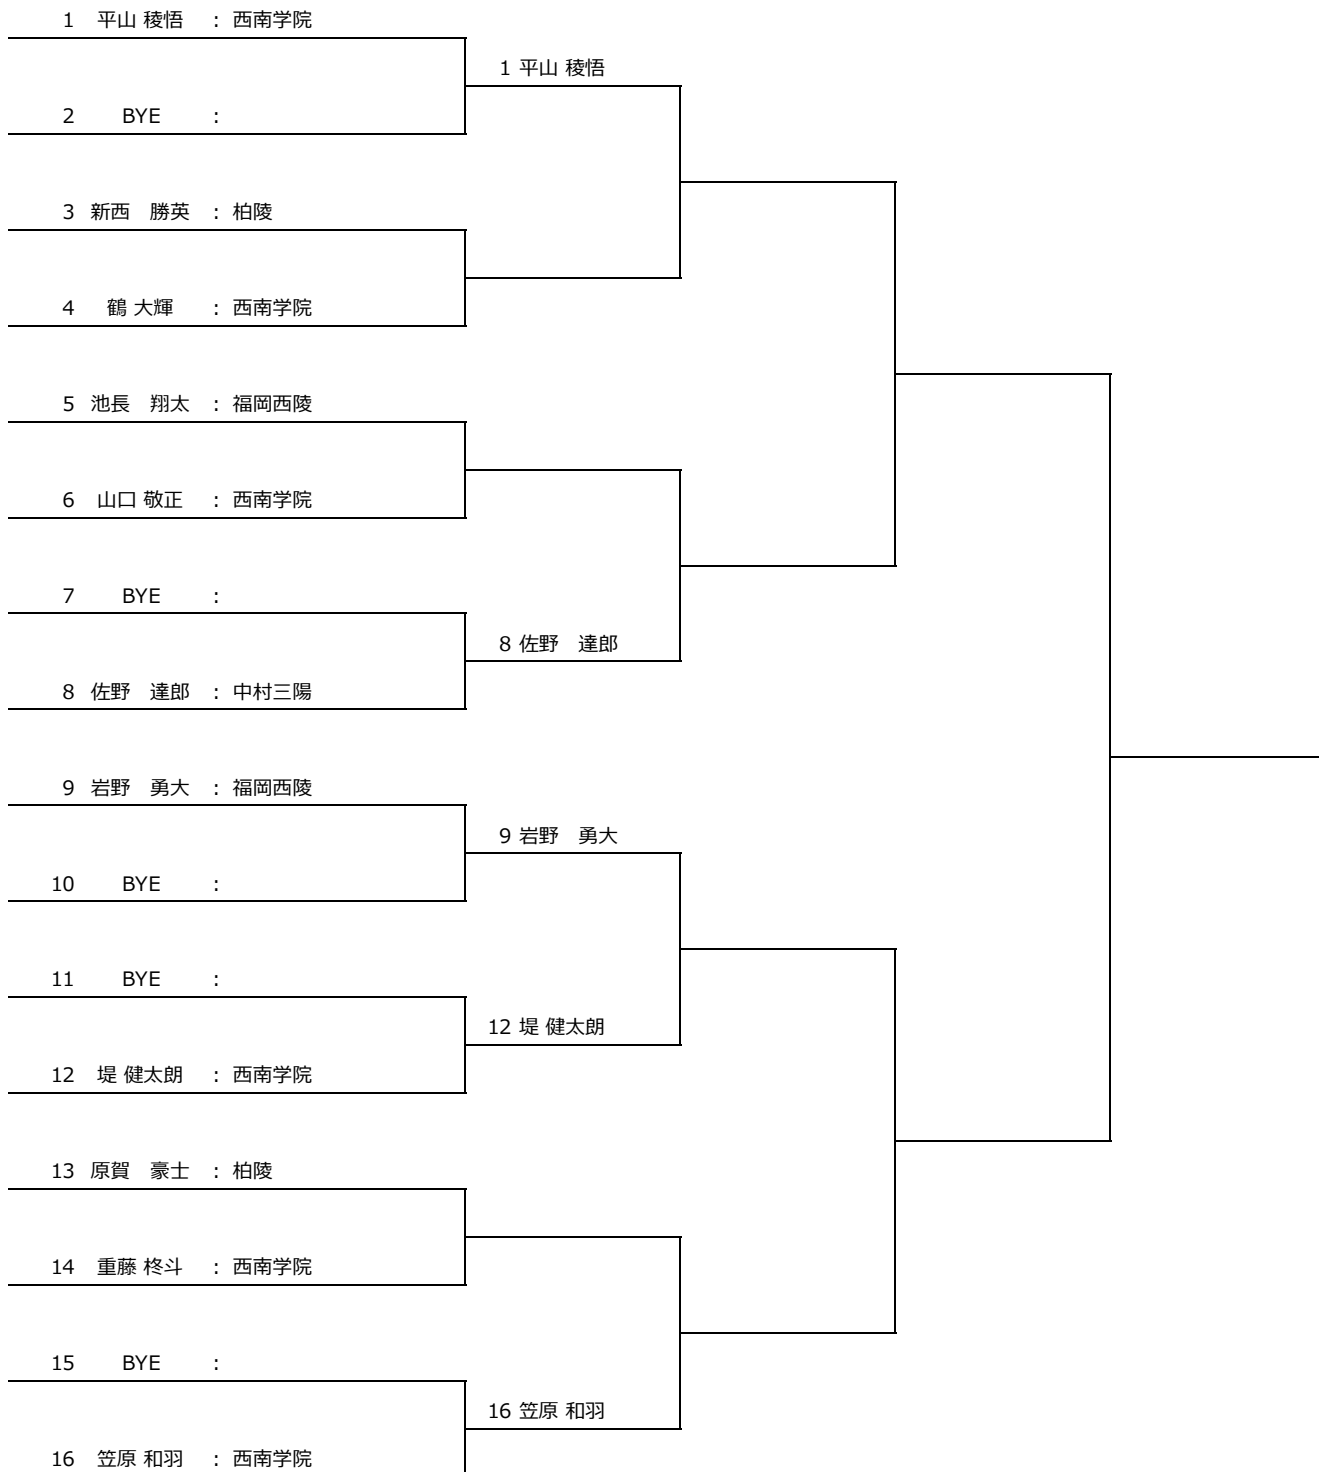 1 平山 稜悟 : 西南学院
1 平山 稜悟
2 BYE :
3 新西　勝英 : 柏陵
4 鶴 大輝 : 西南学院
5 池長　翔太 : 福岡西陵
6 山口 敬正 : 西南学院
7 BYE :
8 佐野　達郎
8 佐野　達郎 : 中村三陽
9 岩野　勇大 : 福岡西陵
9 岩野　勇大
10 BYE :
11 BYE :
12 堤 健太朗
12 堤 健太朗 : 西南学院
13 原賀　豪士 : 柏陵
14 重藤 柊斗 : 西南学院
15 BYE :
16 笠原 和羽
16 笠原 和羽 : 西南学院